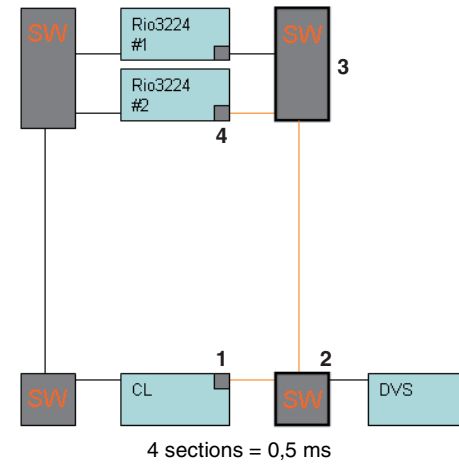 SW
Rio3224
#1
SW
3
Rio3224
#2
4
1
2
SW
CL
SW
DVS
4 sections = 0,5 ms